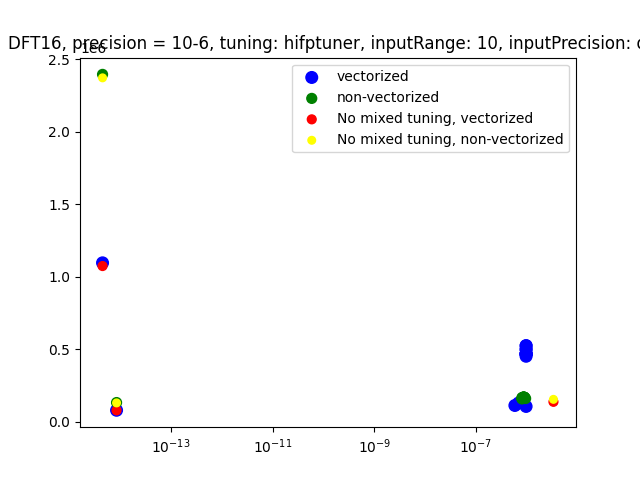 DFT16, precision = 10-6, tuning: hifptuner, inputRange: 10, inputPrecision:
1e6
2.5
2.0
1.5
1.0
0.5
0.0
vectorized
non-vectorized
No mixed tuning, vectorized
No mixed tuning, non-vectorized
10⁻¹³ 10⁻¹¹ 10⁻⁹ 10⁻⁷